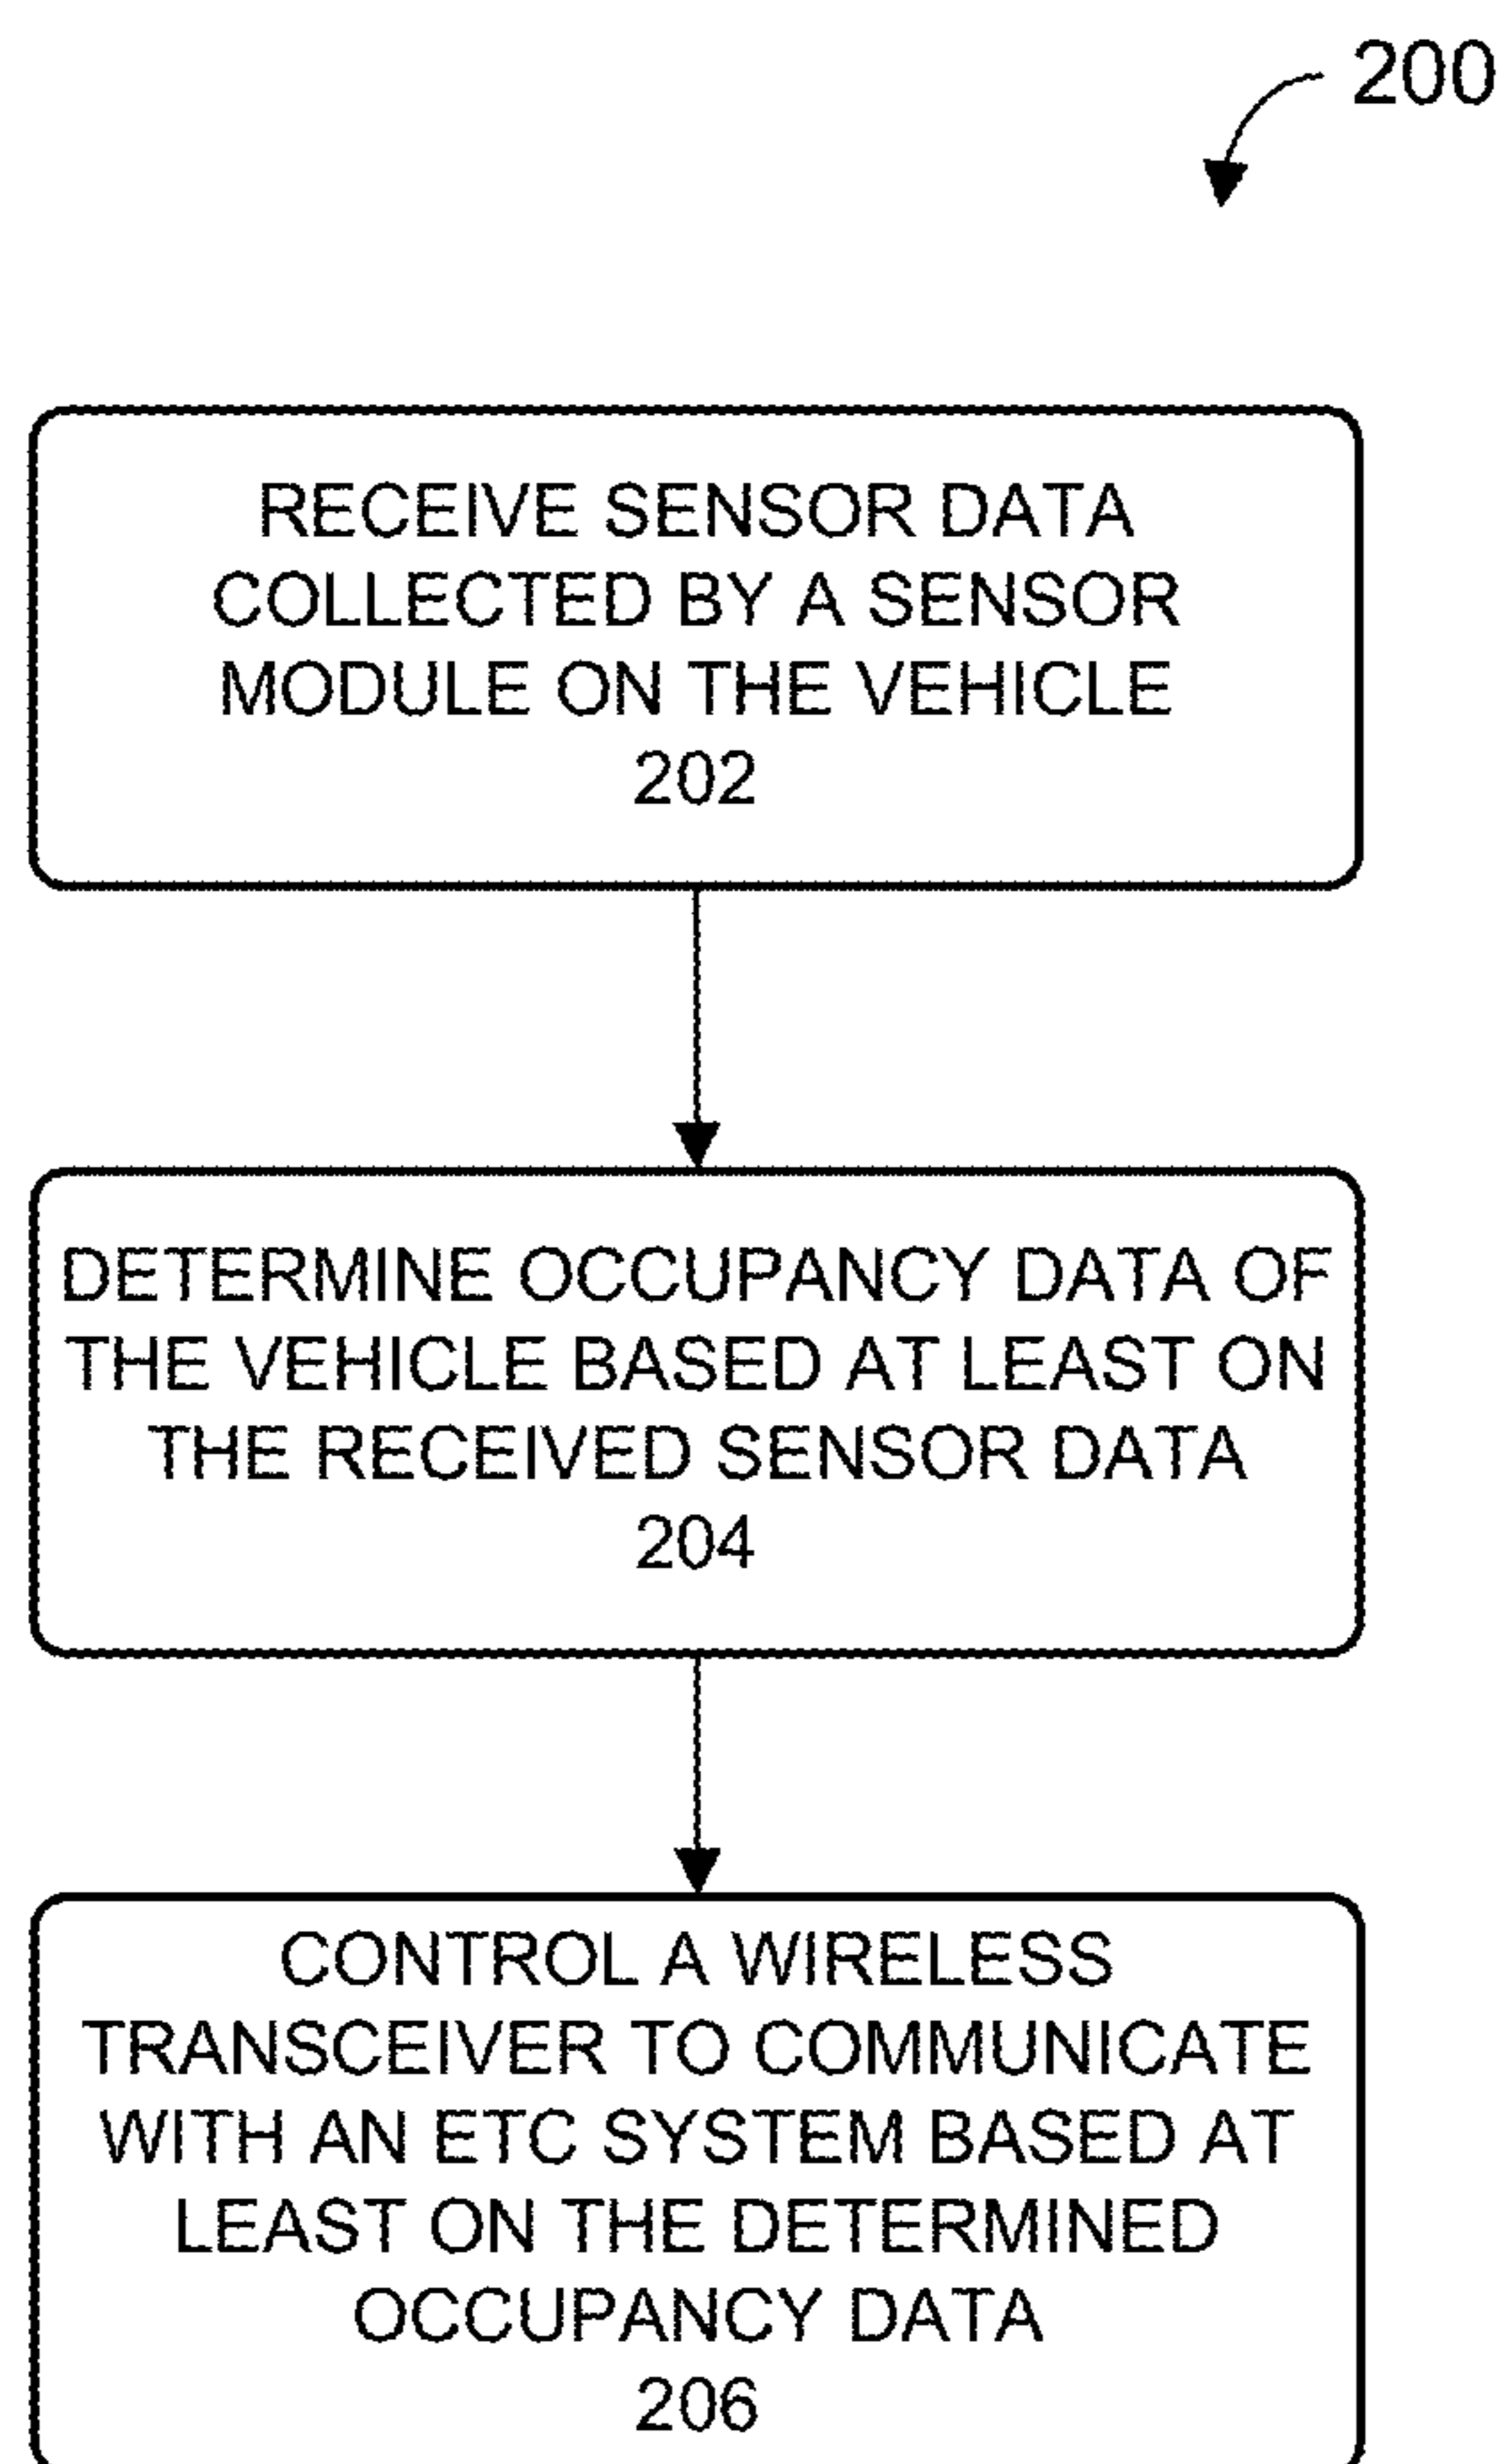 200
RECEIVE SENSOR DATA
COLLECTED BY A SENSOR
MODULE ON THE VEHICLE
202
DETERMINE OCCUPANCY DATA OF
THE VEHICLE BASED AT LEAST ON
THE RECEIVED SENSOR DATA
204
CONTROL A WIRELESS
TRANSCEIVER TO COMMUNICATE
WITH AN ETC SYSTEM BASED AT
LEAST ON THE DETERMINED
OCCUPANCY DATA
206